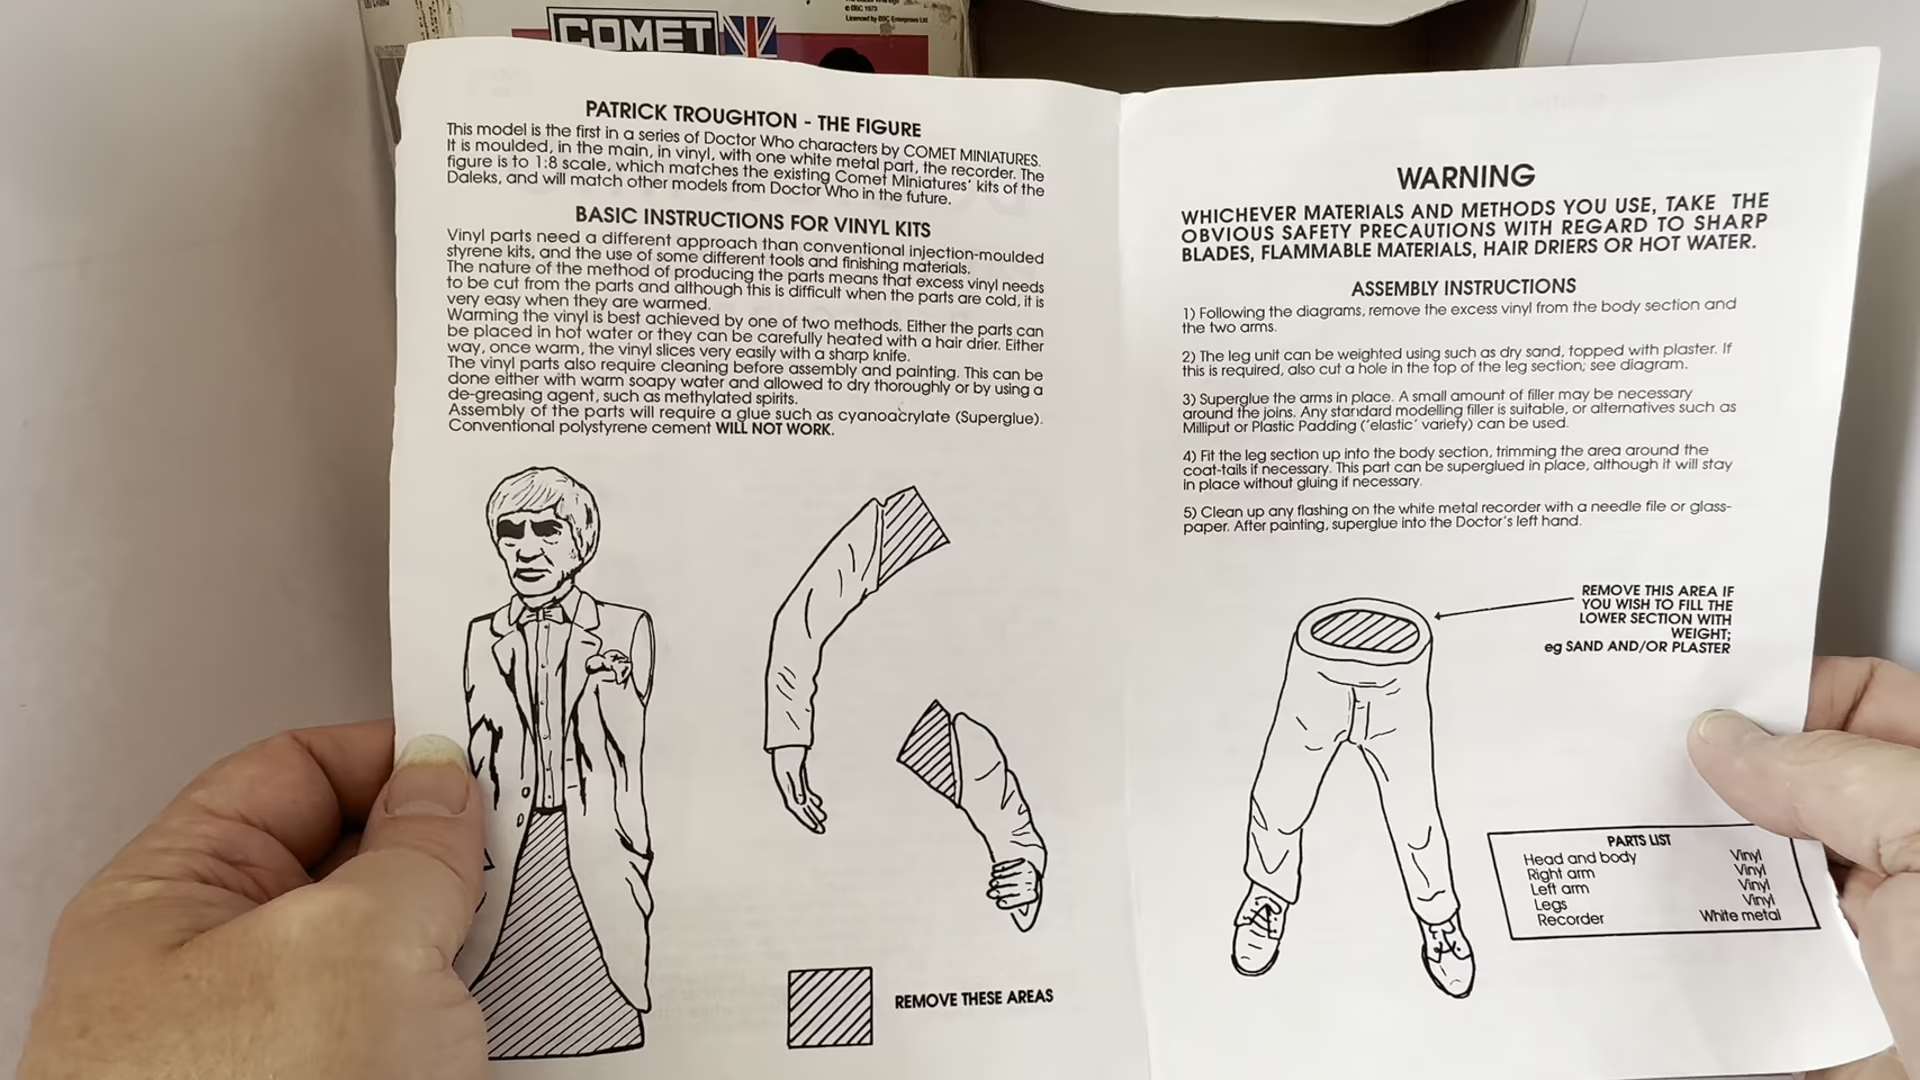 COMET
© BBC 1973
Licenced by BBC Enterprises Ltd
PATRICK TROUGHTON - THE FIGURE
This model is the first in a series of Doctor Who characters by COMET MINIATURES.
It is moulded, in the main, in vinyl, with one white metal part, the recorder. The
figure is to 1:8 scale, which matches the existing Comet Miniatures' kits of the
Daleks, and will match other models from Doctor Who in the future.
BASIC INSTRUCTIONS FOR VINYL KITS
Vinyl parts need a different approach than conventional injection-moulded
styrene kits, and the use of some different tools and finishing materials.
The nature of the method of producing the parts means that excess vinyl needs
to be cut from the parts and although this is difficult when the parts are cold, it is
very easy when they are warmed.
Warming the vinyl is best achieved by one of two methods. Either the parts can
be placed in hot water or they can be carefully heated with a hair drier. Either
way, once warm, the vinyl slices very easily with a sharp knife.
The vinyl parts also require cleaning before assembly and painting. This can be
done either with warm soapy water and allowed to dry thoroughly or by using a
de-greasing agent, such as methylated spirits.
Assembly of the parts will require a glue such as cyanoacrylate (Superglue).
Conventional polystyrene cement WILL NOT WORK.
REMOVE THESE AREAS
WARNING
WHICHEVER MATERIALS AND METHODS YOU USE, TAKE THE
OBVIOUS SAFETY PRECAUTIONS WITH REGARD TO SHARP
BLADES, FLAMMABLE MATERIALS, HAIR DRIERS OR HOT WATER.
ASSEMBLY INSTRUCTIONS
1) Following the diagrams, remove the excess vinyl from the body section and
the two arms.
2) The leg unit can be weighted using such as dry sand, topped with plaster. If
this is required, also cut a hole in the top of the leg section; see diagram.
3) Superglue the arms in place. A small amount of filler may be necessary
around the joins. Any standard modelling filler is suitable, or alternatives such as
Milliput or Plastic Padding ('elastic' variety) can be used.
4) Fit the leg section up into the body section, trimming the area around the
coat-tails if necessary. This part can be superglued in place, although it will stay
in place without gluing if necessary.
5) Clean up any flashing on the white metal recorder with a needle file or glass-
paper. After painting, superglue into the Doctor's left hand.
REMOVE THIS AREA IF
YOU WISH TO FILL THE
LOWER SECTION WITH
WEIGHT;
eg SAND AND/OR PLASTER
PARTS LIST
Head and body Vinyl
Right arm Vinyl
Left arm Vinyl
Legs Vinyl
Recorder White metal